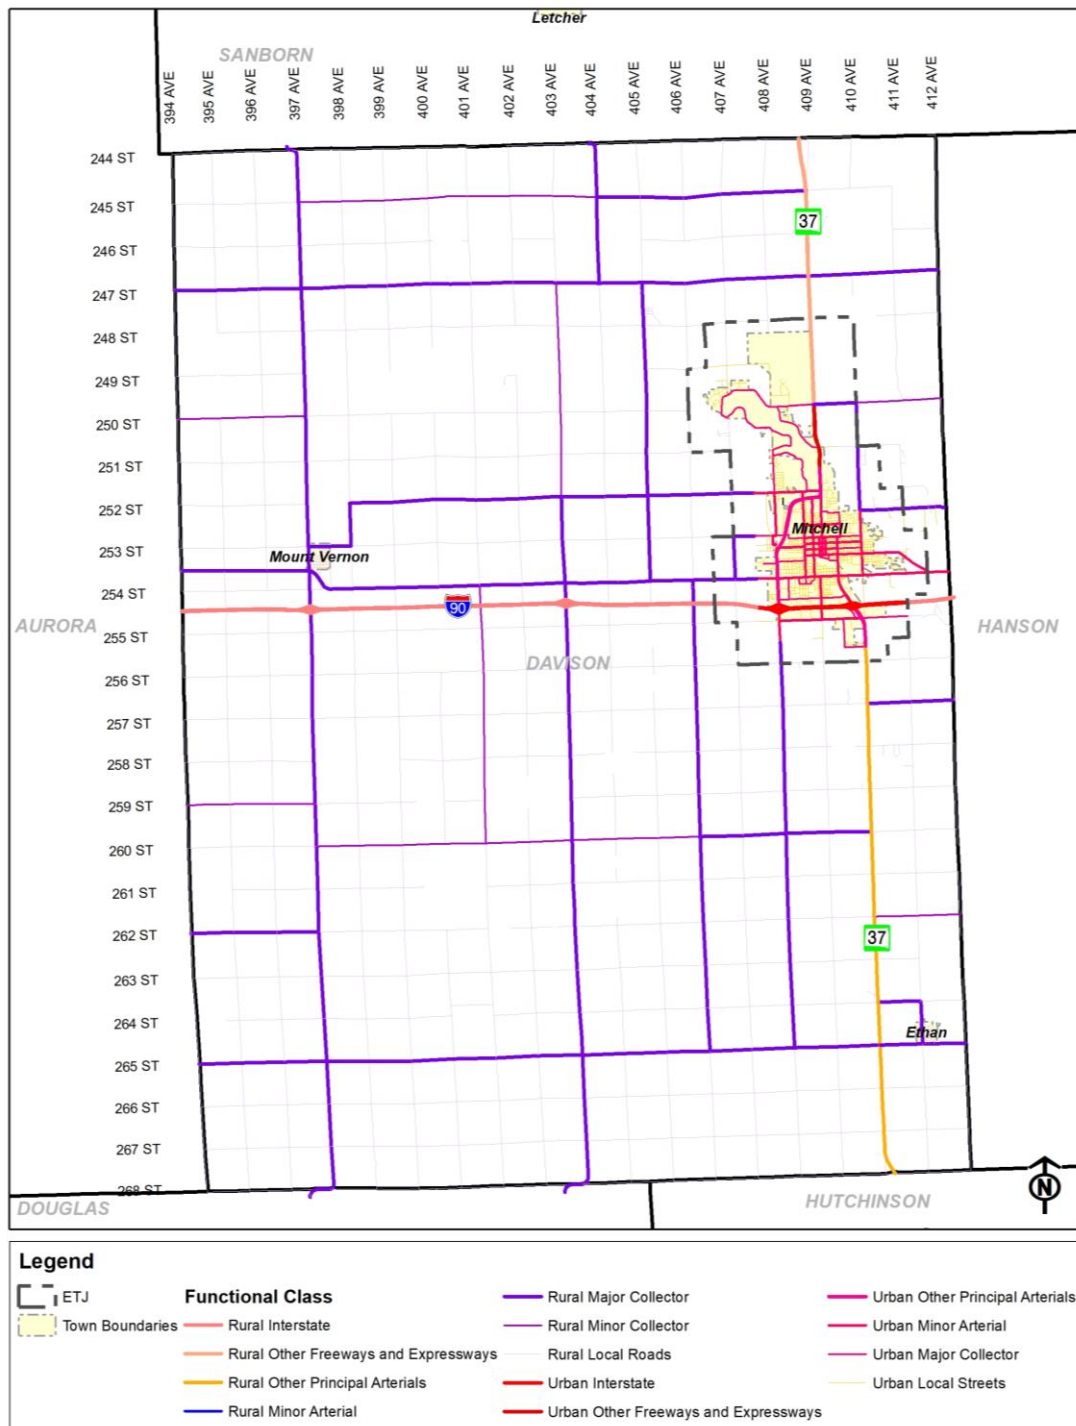 Letcher
SANBORN
394 AVE
395 AVE
396 AVE
397 AVE
398 AVE
399 AVE
400 AVE
401 AVE
402 AVE
403 AVE
404 AVE
405 AVE
406 AVE
407 AVE
408 AVE
409 AVE
410 AVE
411 AVE
412 AVE
244 ST
245 ST
37
246 ST
247 ST
248 ST
249 ST
250 ST
251 ST
252 ST
Mitchell
253 ST
Mount Vernon
254 ST
90
AURORA
255 ST
HANSON
DAVISON
256 ST
257 ST
258 ST
259 ST
260 ST
261 ST
262 ST
37
263 ST
264 ST
Ethan
265 ST
266 ST
267 ST
268 ST
N
DOUGLAS
HUTCHINSON
Legend
ETJ
Town Boundaries
Functional Class
Rural Interstate
Rural Other Freeways and Expressways
Rural Other Principal Arterials
Rural Minor Arterial
Rural Major Collector
Rural Minor Collector
Rural Local Roads
Urban Interstate
Urban Other Freeways and Expressways
Urban Other Principal Arterials
Urban Minor Arterial
Urban Major Collector
Urban Local Streets